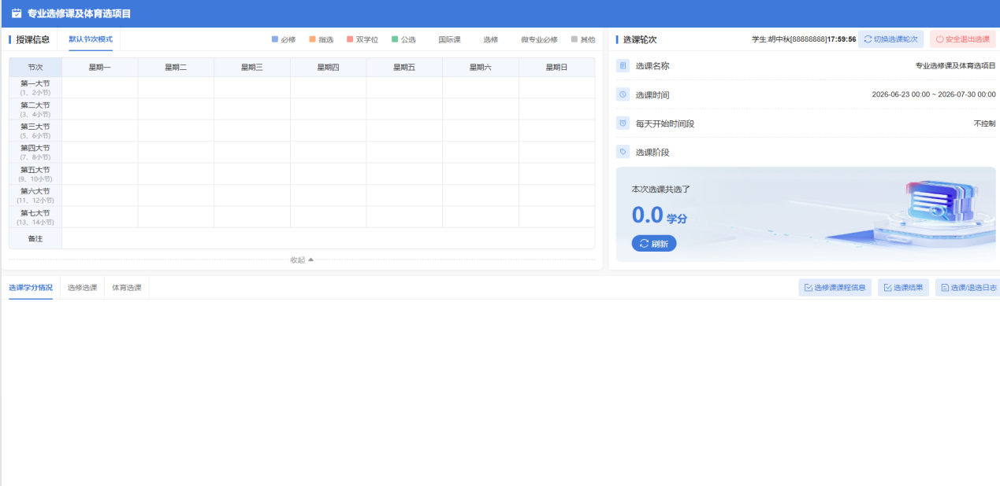 专业选修课及体育选项目
授课信息 默认节次模式 必修 指选 双学位 公选 国际课 选修 微专业必修 其他
节次 星期一 星期二 星期三 星期四 星期五 星期六 星期日
第一大节
(1、2小节)
第二大节
(3、4小节)
第三大节
(5、6小节)
第四大节
(7、8小节)
第五大节
(9、10小节)
第六大节
(11、12小节)
第七大节
(13、14小节)
备注
收起
选课轮次 学生:胡中秋[88888888]17:59:56 切换选课轮次 安全退出选课
选课名称 专业选修课及体育选项目
选课时间 2026-06-23 00:00 ~ 2026-07-30 00:00
每天开始时间段 不控制
选课阶段
本次选课共选了
0.0 学分
刷新
选课学分情况 选修选课 体育选课 选修课课程信息 选课结果 选课/退选日志